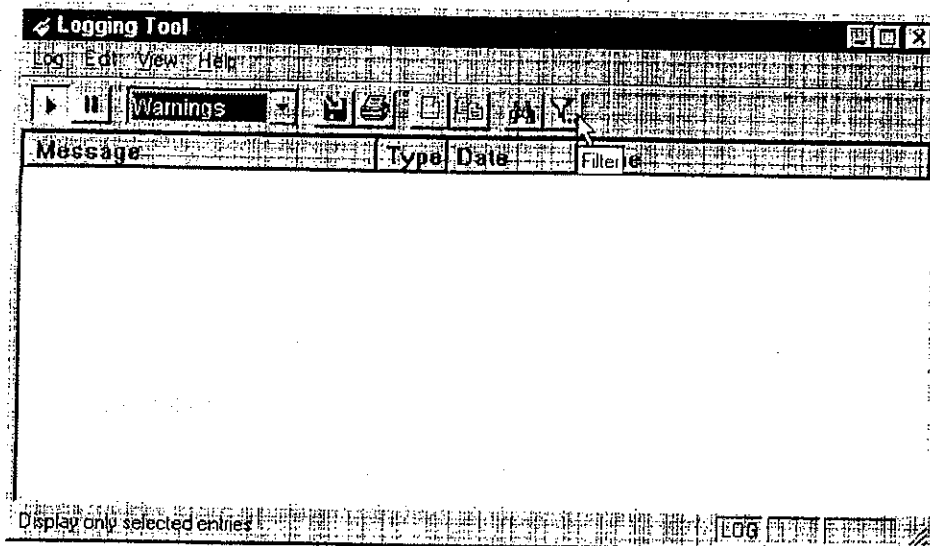 Logging Tool
Log Edit View Help
Warnings
Message Type Date Filter
Display only selected entries LOG